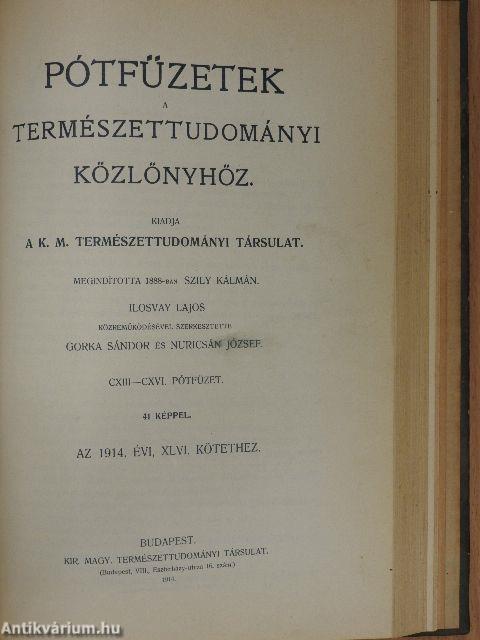 PÓTFŰZETEK
A
TERMÉSZETTUDOMÁNYI
KÖZLÖNYHÖZ.
KIADJA
A K. M. TERMÉSZETTUDOMÁNYI TÁRSULAT.
MEGINDÍTOTTA 1888-BAN SZILY KÁLMÁN.
ILOSVAY LAJOS
KÖZREMŰKÖDÉSÉVEL SZERKESZTETTE
GORKA SÁNDOR ÉS NURICSÁN JÓZSEF.
CXIII—CXVI. PÓTFŰZET.
41 KÉPPEL.
AZ 1914. ÉVI, XLVI. KÖTETHEZ.
BUDAPEST.
KIR. MAGY. TERMÉSZETTUDOMÁNYI TÁRSULAT.
(Budapest, VIII., Eszterházy-utcza 16. szám.)
1914.
Antikvárium.hu